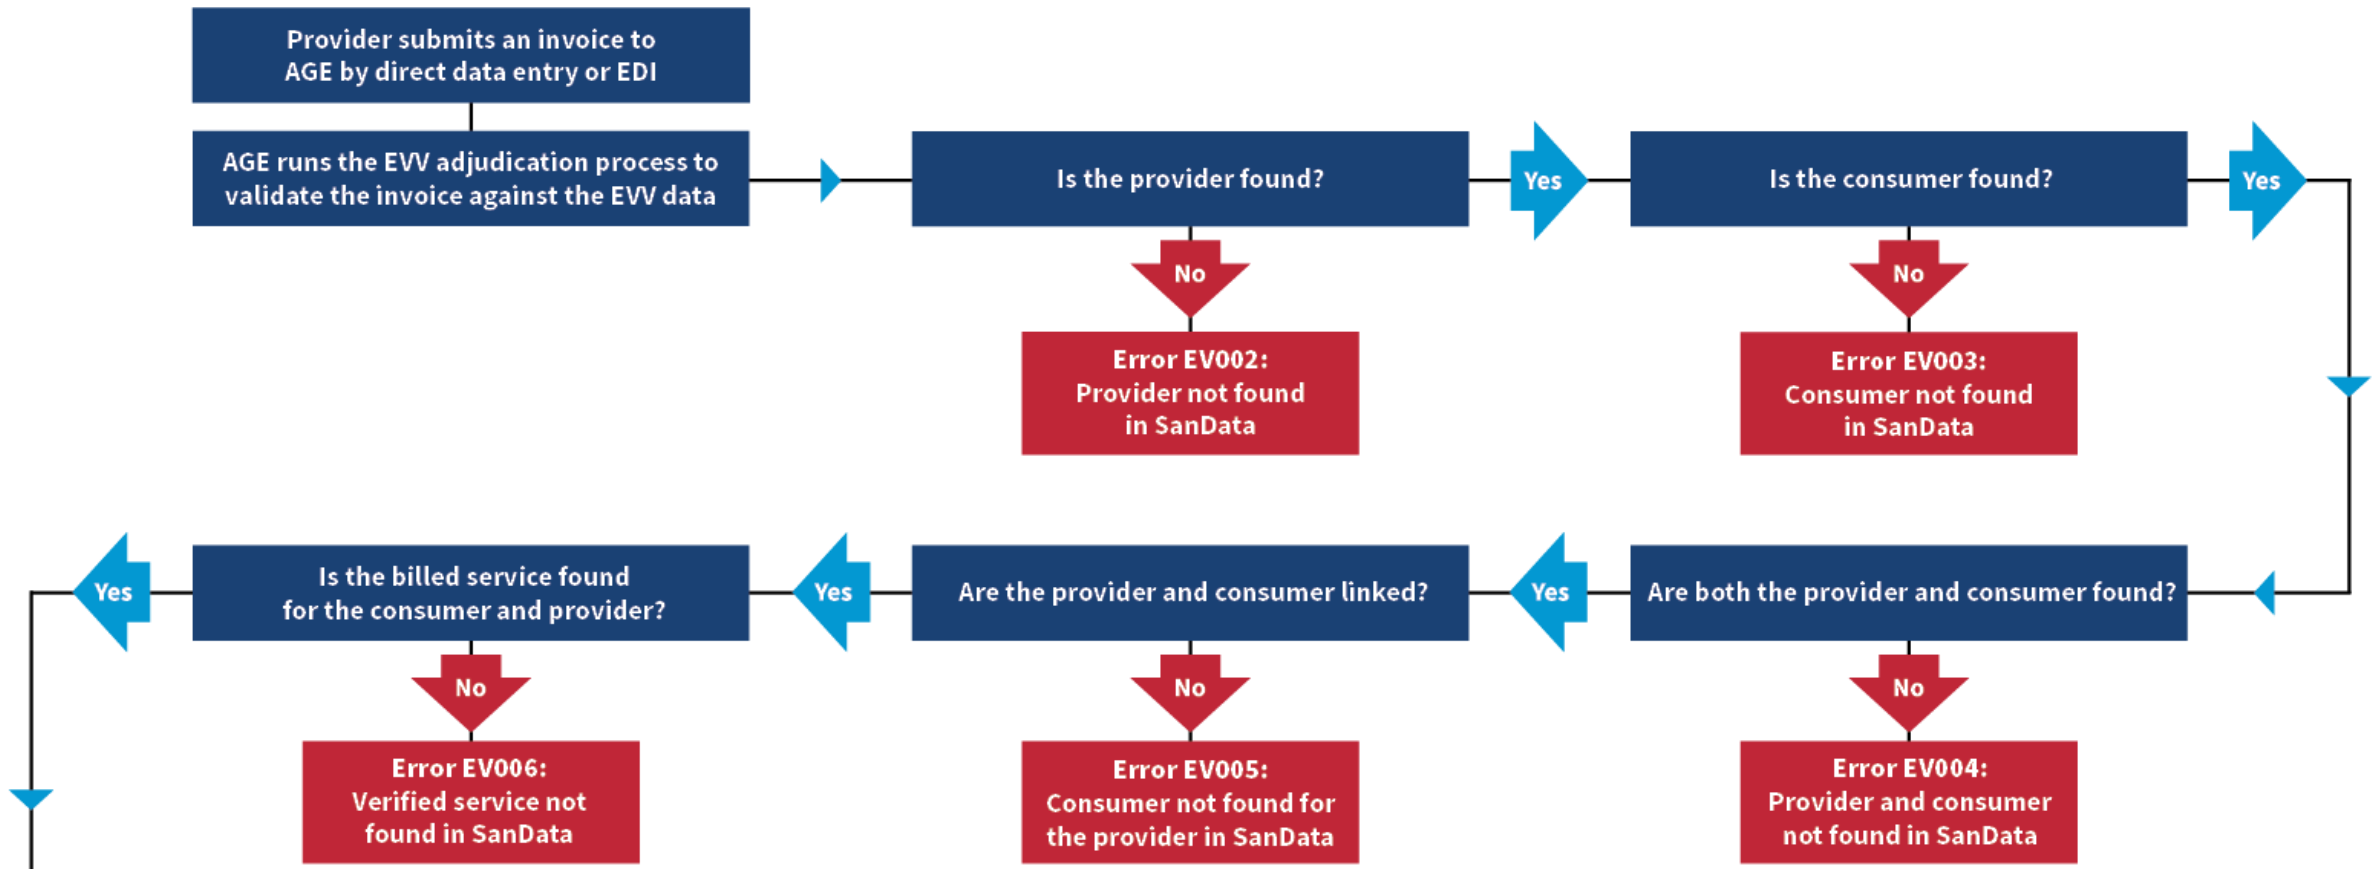 Provider submits an invoice to
AGE by direct data entry or EDI
AGE runs the EVV adjudication process to
validate the invoice against the EVV data
Is the provider found?
Yes
Is the consumer found?
Yes
No
No
Error EV002:
Provider not found
in SanData
Error EV003:
Consumer not found
in SanData
Are both the provider and consumer found?
Yes
Are the provider and consumer linked?
Yes
Is the billed service found
for the consumer and provider?
Yes
No
No
No
Error EV004:
Provider and consumer
not found in SanData
Error EV005:
Consumer not found for
the provider in SanData
Error EV006:
Verified service not
found in SanData